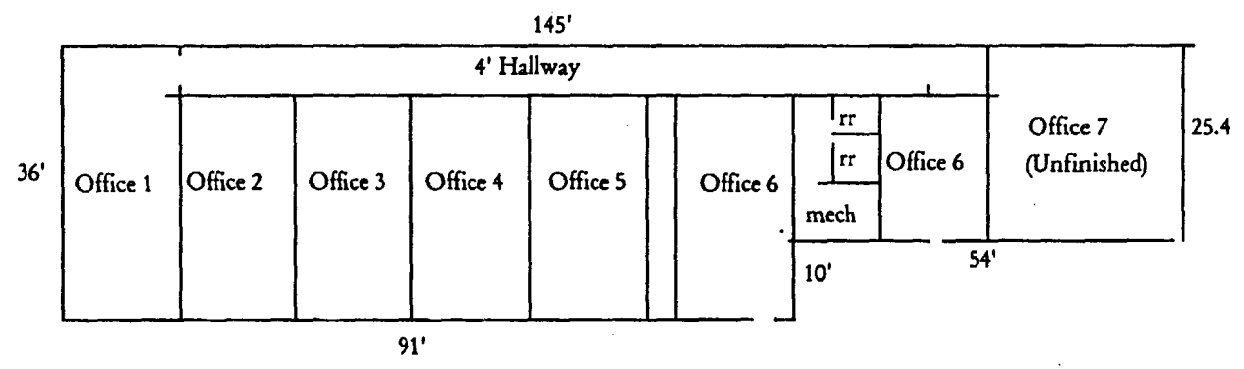 145'
4' Hallway
36'
Office 1
Office 2
Office 3
Office 4
Office 5
Office 6
rr
rr
mech
Office 6
Office 7
(Unfinished)
25.4
10'
54'
91'